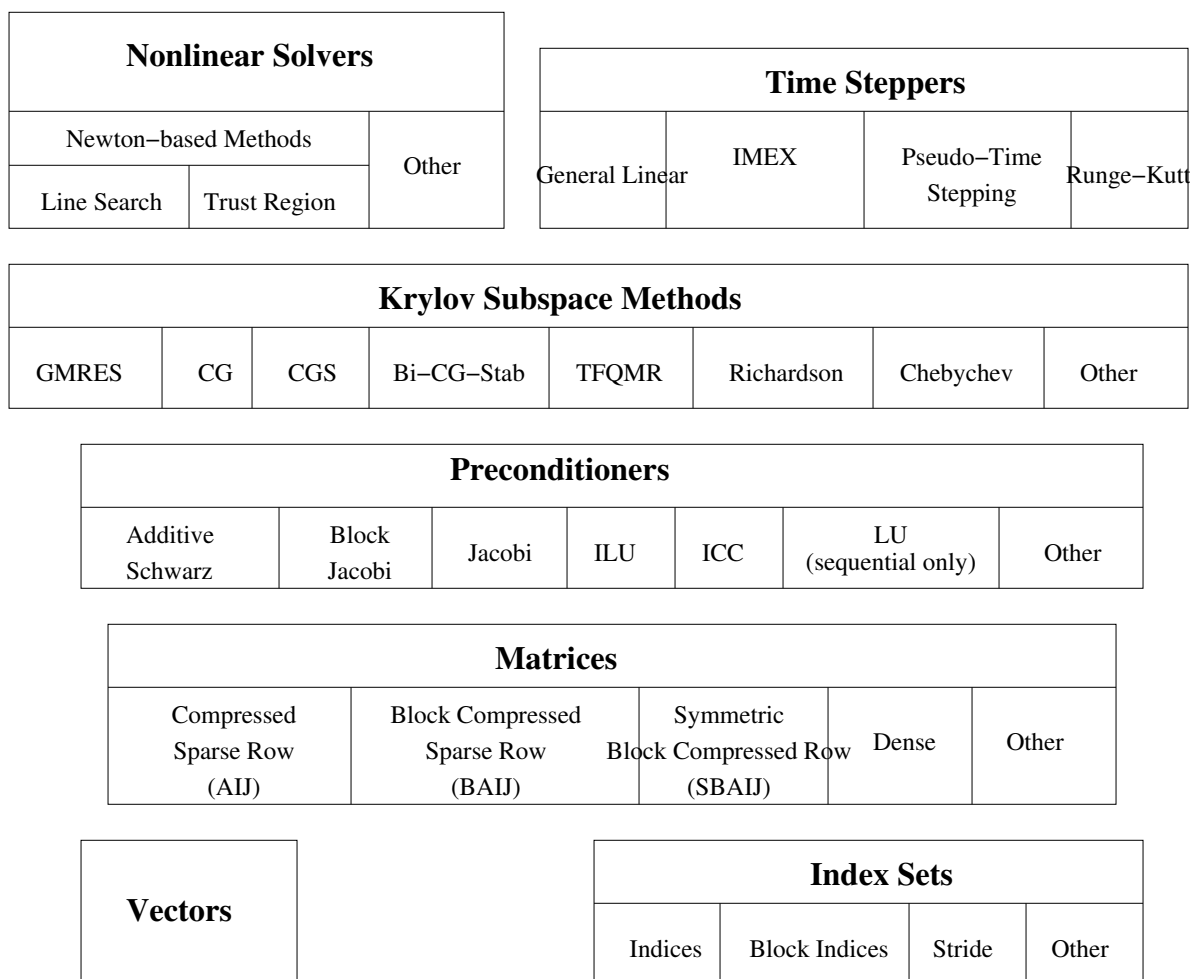 Nonlinear Solvers
Newton−based Methods
Other
Line Search
Trust Region
Time Steppers
General Linear
IMEX
Pseudo−Time
Stepping
Runge−Kutt
Krylov Subspace Methods
GMRES
CG
CGS
Bi−CG−Stab
TFQMR
Richardson
Chebychev
Other
Preconditioners
Additive
Schwarz
Block
Jacobi
Jacobi
ILU
ICC
LU
(sequential only)
Other
Matrices
Compressed
Sparse Row
(AIJ)
Block Compressed
Sparse Row
(BAIJ)
Symmetric
Block Compressed Row
(SBAIJ)
Dense
Other
Vectors
Index Sets
Indices
Block Indices
Stride
Other